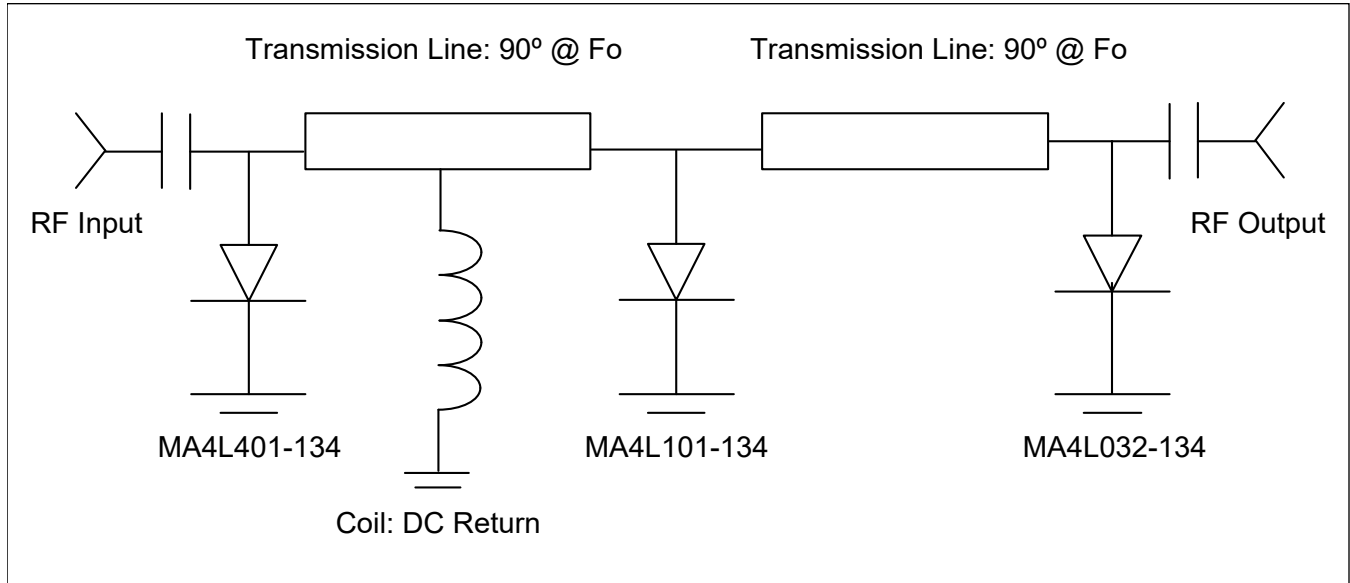 Transmission Line: 90º @ Fo
Transmission Line: 90º @ Fo
RF Input
RF Output
MA4L401-134
MA4L101-134
MA4L032-134
Coil: DC Return